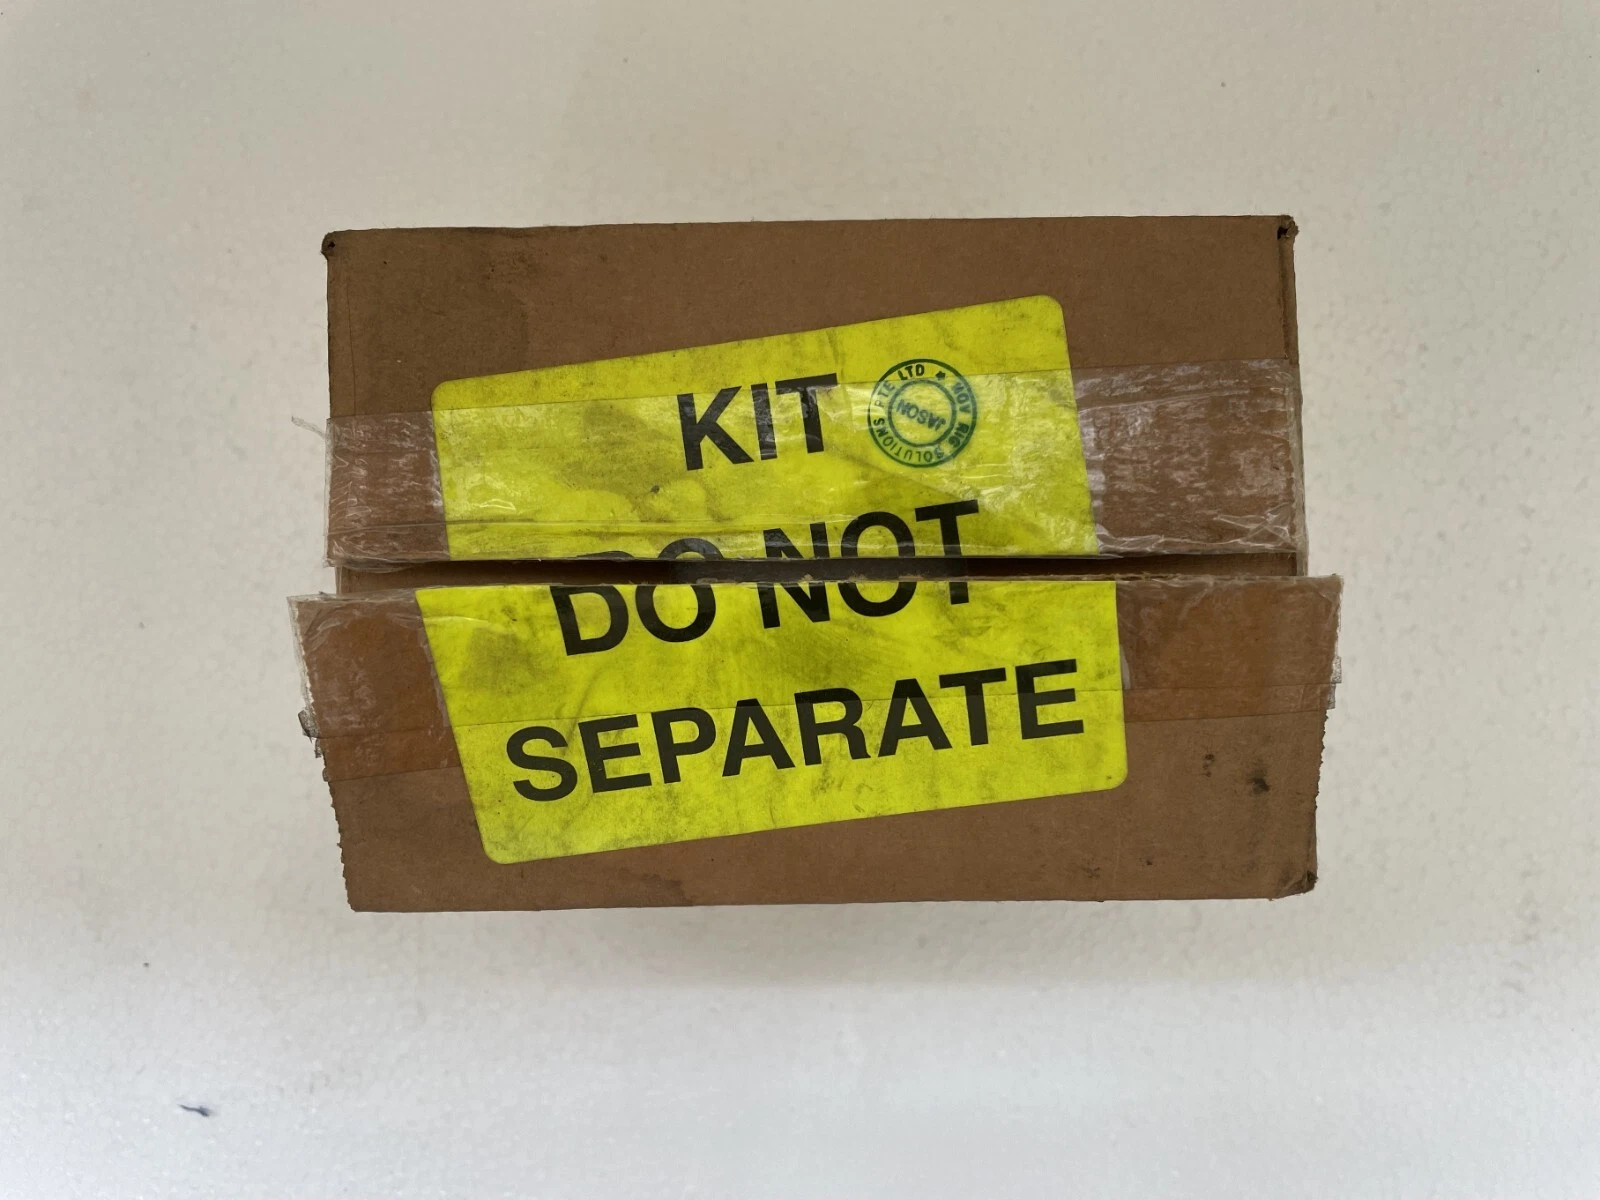 KIT
DO NOT
SEPARATE
NOV RIG SOLUTIONS PTE LTD
JASON